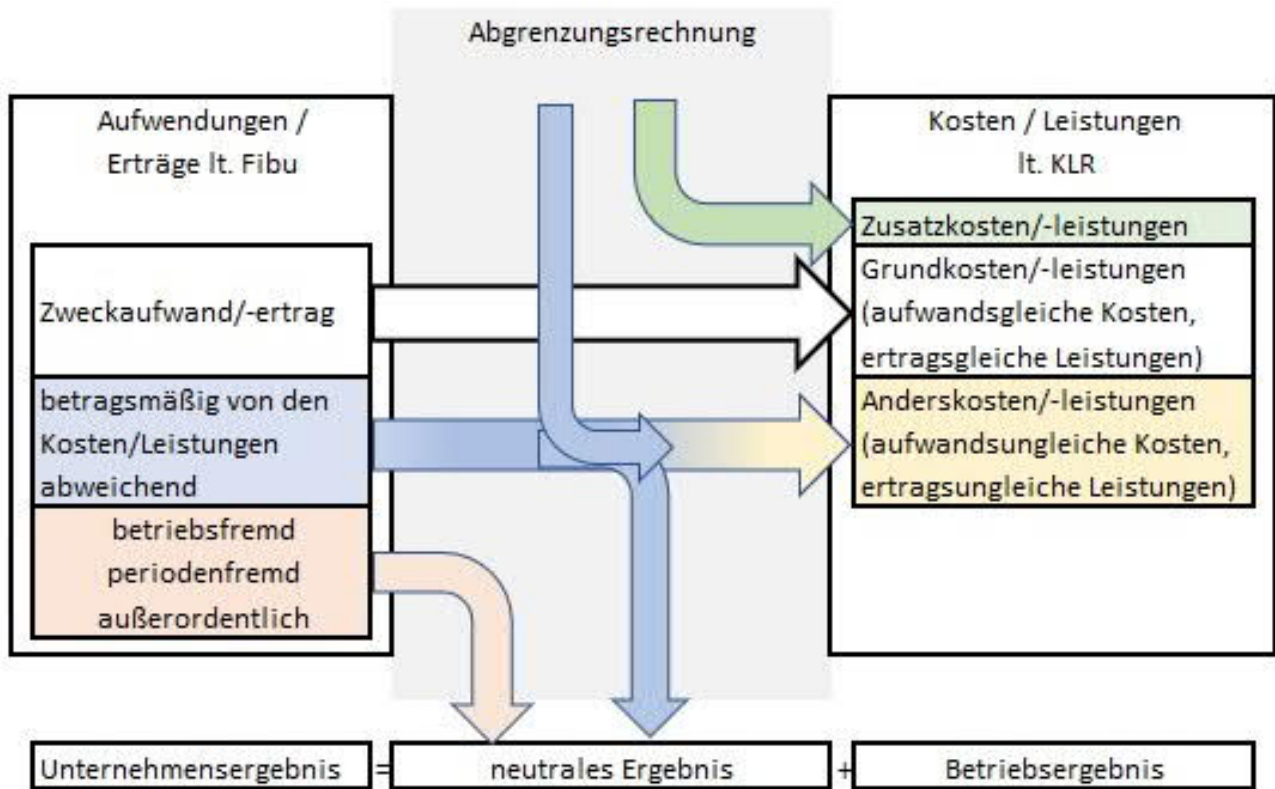 Abgrenzungsrechnung
Aufwendungen /
Erträge lt. Fibu
Kosten / Leistungen
lt. KLR
Zusatzkosten/-leistungen
Zweckaufwand/-ertrag
Grundkosten/-leistungen
(aufwandsgleiche Kosten,
ertragsgleiche Leistungen)
betragsmäßig von den
Kosten/Leistungen
abweichend
Anderskosten/-leistungen
(aufwandsungleiche Kosten,
ertragsungleiche Leistungen)
betriebsfremd
periodenfremd
außerordentlich
Unternehmensergebnis = neutrales Ergebnis + Betriebsergebnis